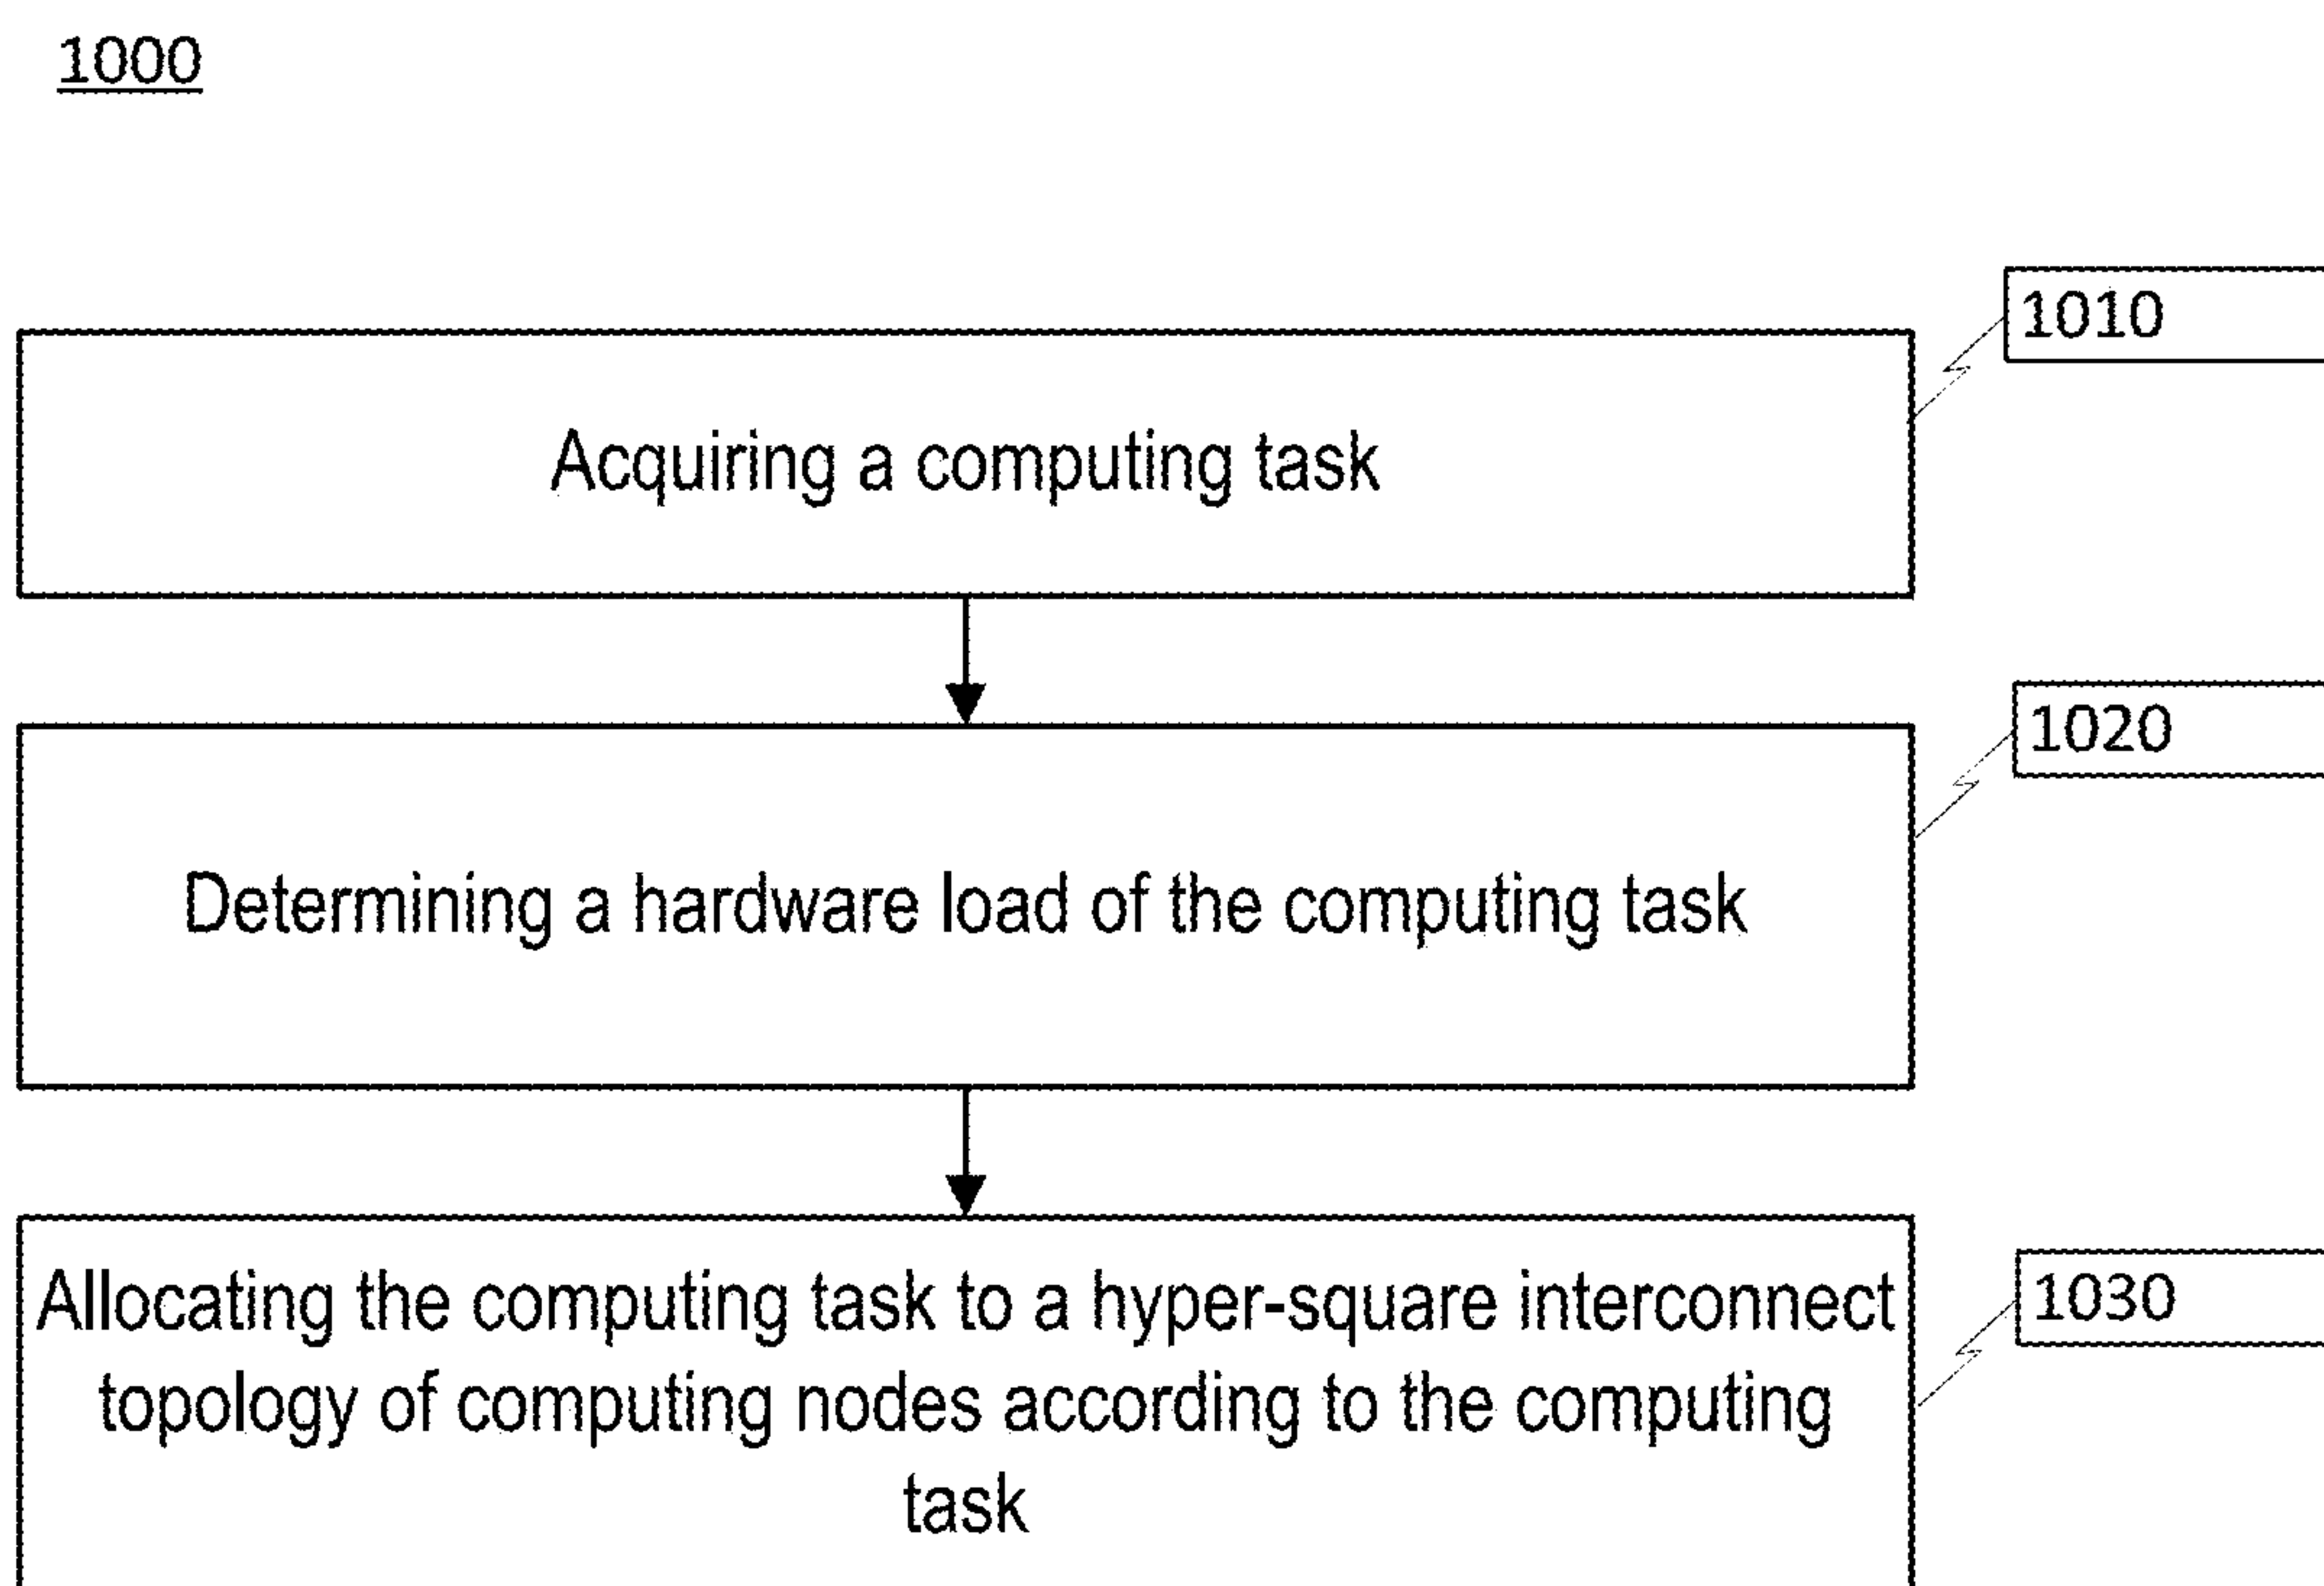 1000
1010
Acquiring a computing task
1020
Determining a hardware load of the computing task
1030
Allocating the computing task to a hyper-square interconnect
topology of computing nodes according to the computing
task